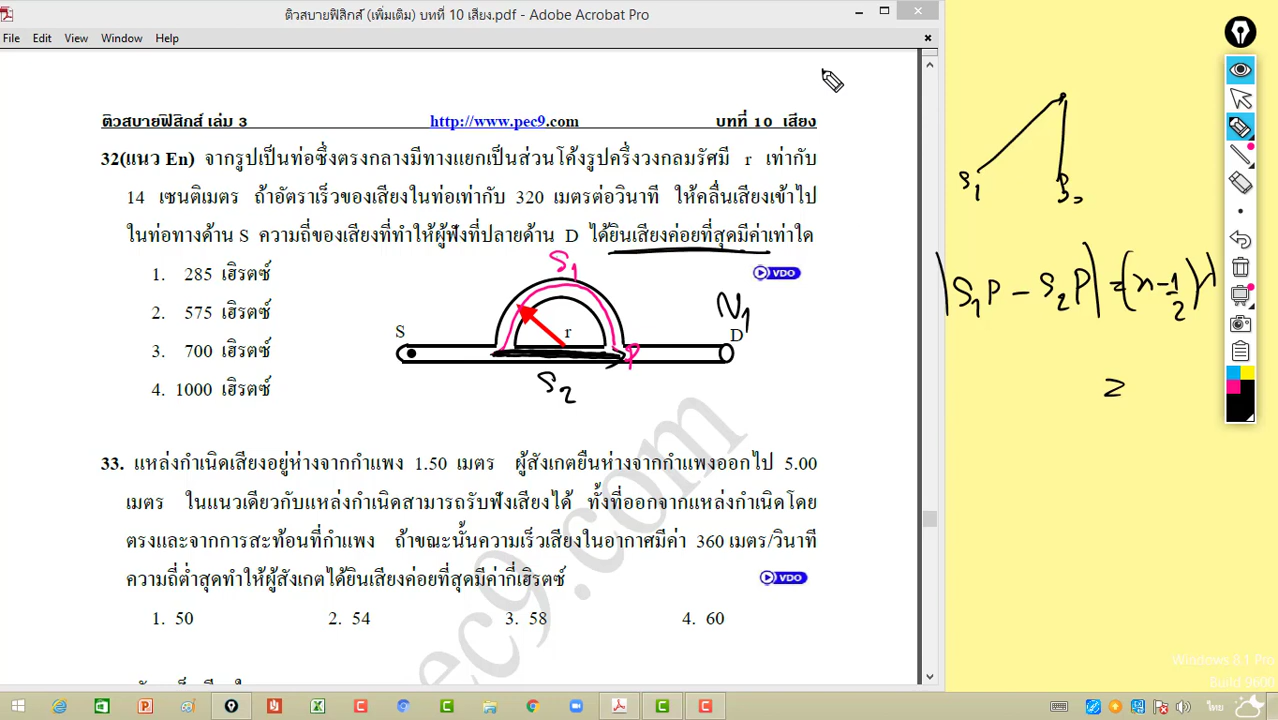 ติวสบายฟิสิกส์ (เพิ่มเติม) บทที่ 10 เสียง.pdf - Adobe Acrobat Pro
File Edit View Window Help
ติวสบายฟิสิกส์ เล่ม 3 http://www.pec9.com บทที่ 10 เสียง
32(แนว En) จากรูปเป็นท่อซึ่งตรงกลางมีทางแยกเป็นส่วนโค้งรูปครึ่งวงกลมรัศมี r เท่ากับ
14 เซนติเมตร ถ้าอัตราเร็วของเสียงในท่อเท่ากับ 320 เมตรต่อวินาที ให้คลื่นเสียงเข้าไป
ในท่อทางด้าน S ความถี่ของเสียงที่ทำให้ผู้ฟังที่ปลายด้าน D ได้ยินเสียงค่อยที่สุดมีค่าเท่าใด
1. 285 เฮิรตซ์
2. 575 เฮิรตซ์
3. 700 เฮิรตซ์
4. 1000 เฮิรตซ์
VDO
S1
N1
S r D
P
S2
33. แหล่งกำเนิดเสียงอยู่ห่างจากกำแพง 1.50 เมตร ผู้สังเกตยืนห่างจากกำแพงออกไป 5.00
เมตร ในแนวเดียวกับแหล่งกำเนิดสามารถรับฟังเสียงได้ ทั้งที่ออกจากแหล่งกำเนิดโดย
ตรงและจากการสะท้อนที่กำแพง ถ้าขณะนั้นความเร็วเสียงในอากาศมีค่า 360 เมตร/วินาที
ความถี่ต่ำสุดทำให้ผู้สังเกตได้ยินเสียงค่อยที่สุดมีค่ากี่เฮิรตซ์
VDO
1. 50 2. 54 3. 58 4. 60
pec9.com
S1 S2
|S1P - S2P| = (n - 1/2) λ
=
Windows 8.1 Pro
Build 9600
ไทย